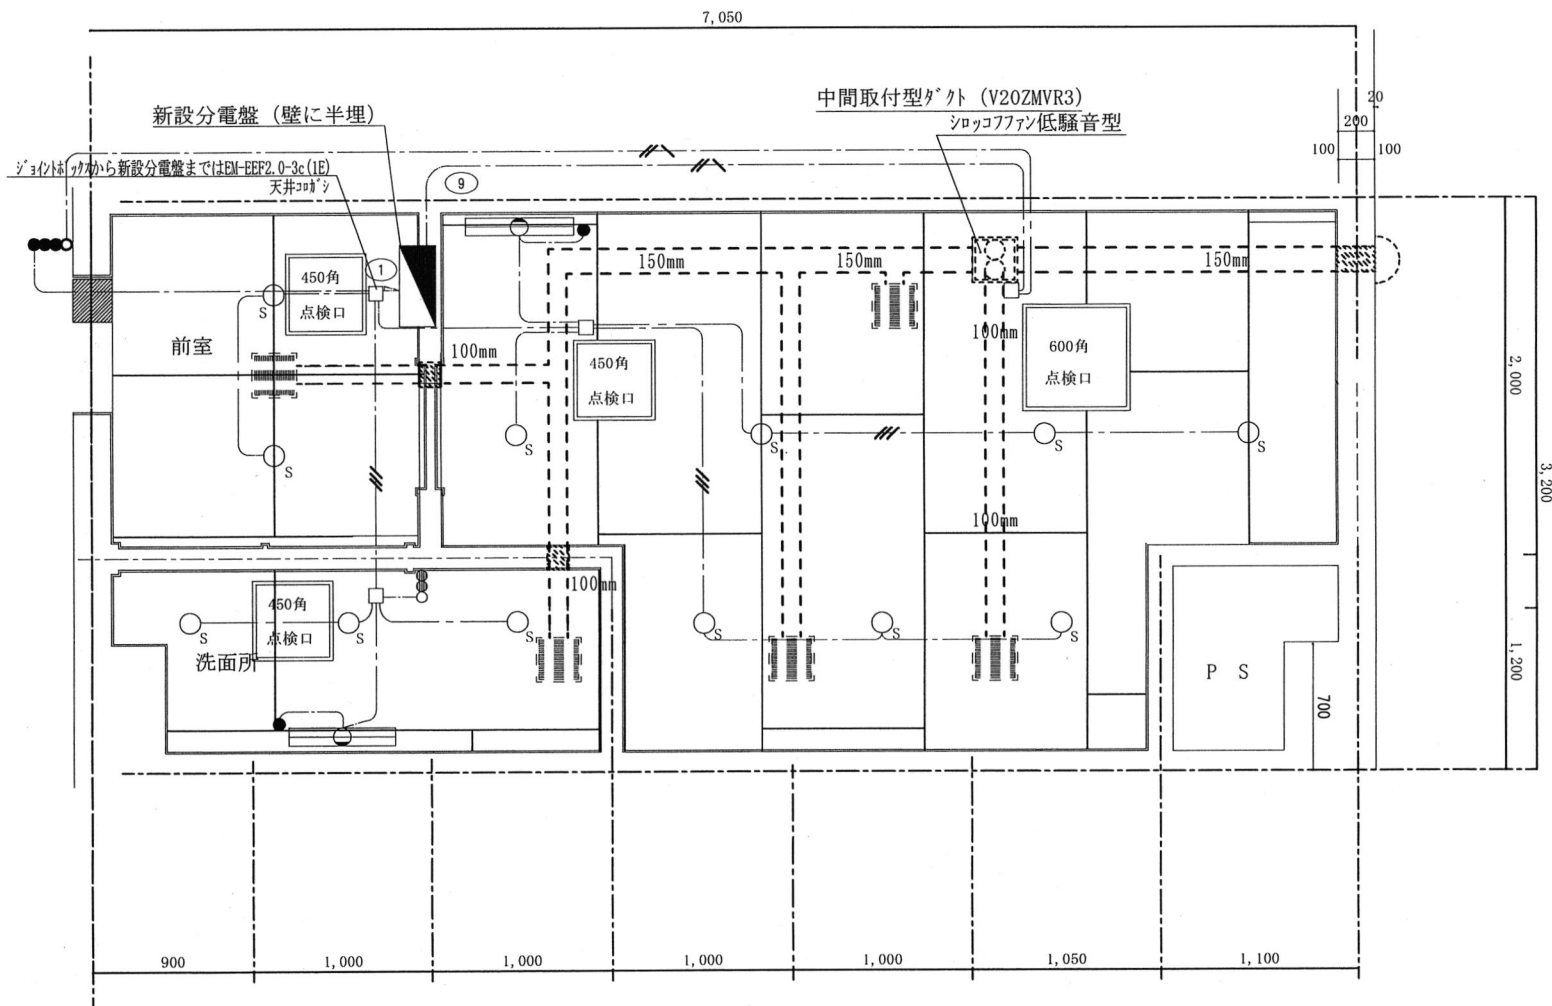 7,050
新設分電盤 (壁に半埋)
中間取付型ﾀﾞｸﾄ (V20ZMVR3)
ｼﾛｯｺﾌファン低騒音型
20
200
100
100
ｼﾞｮｲﾝﾄﾎﾞｯｸｽから新設分電盤まではEM-EEF2.0-3c(1E)
天井ｺﾛｶﾞｼ
9
1
450角
点検口
前室
S
S
100mm
150mm
150mm
150mm
450角
点検口
100mm
600角
点検口
S
S
S
S
100mm
100mm
450角
点検口
洗面所
S
S
S
S
S
S
P S
700
2,000
3,200
1,200
900
1,000
1,000
1,000
1,000
1,050
1,100